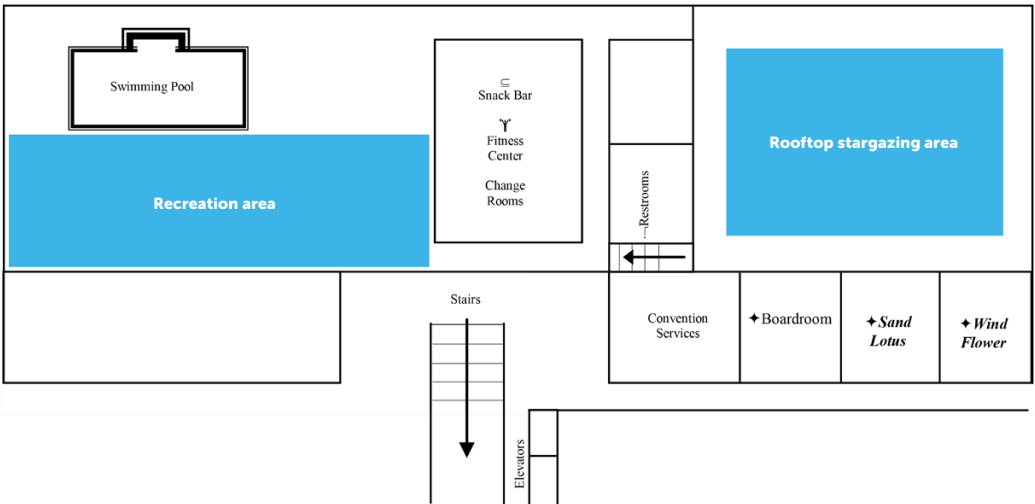 Swimming Pool
Recreation area
Snack Bar
Fitness
Center
Change
Rooms
Restrooms
Rooftop stargazing area
Stairs
Convention
Services
✦Boardroom
✦Sand
Lotus
✦Wind
Flower
Elevators